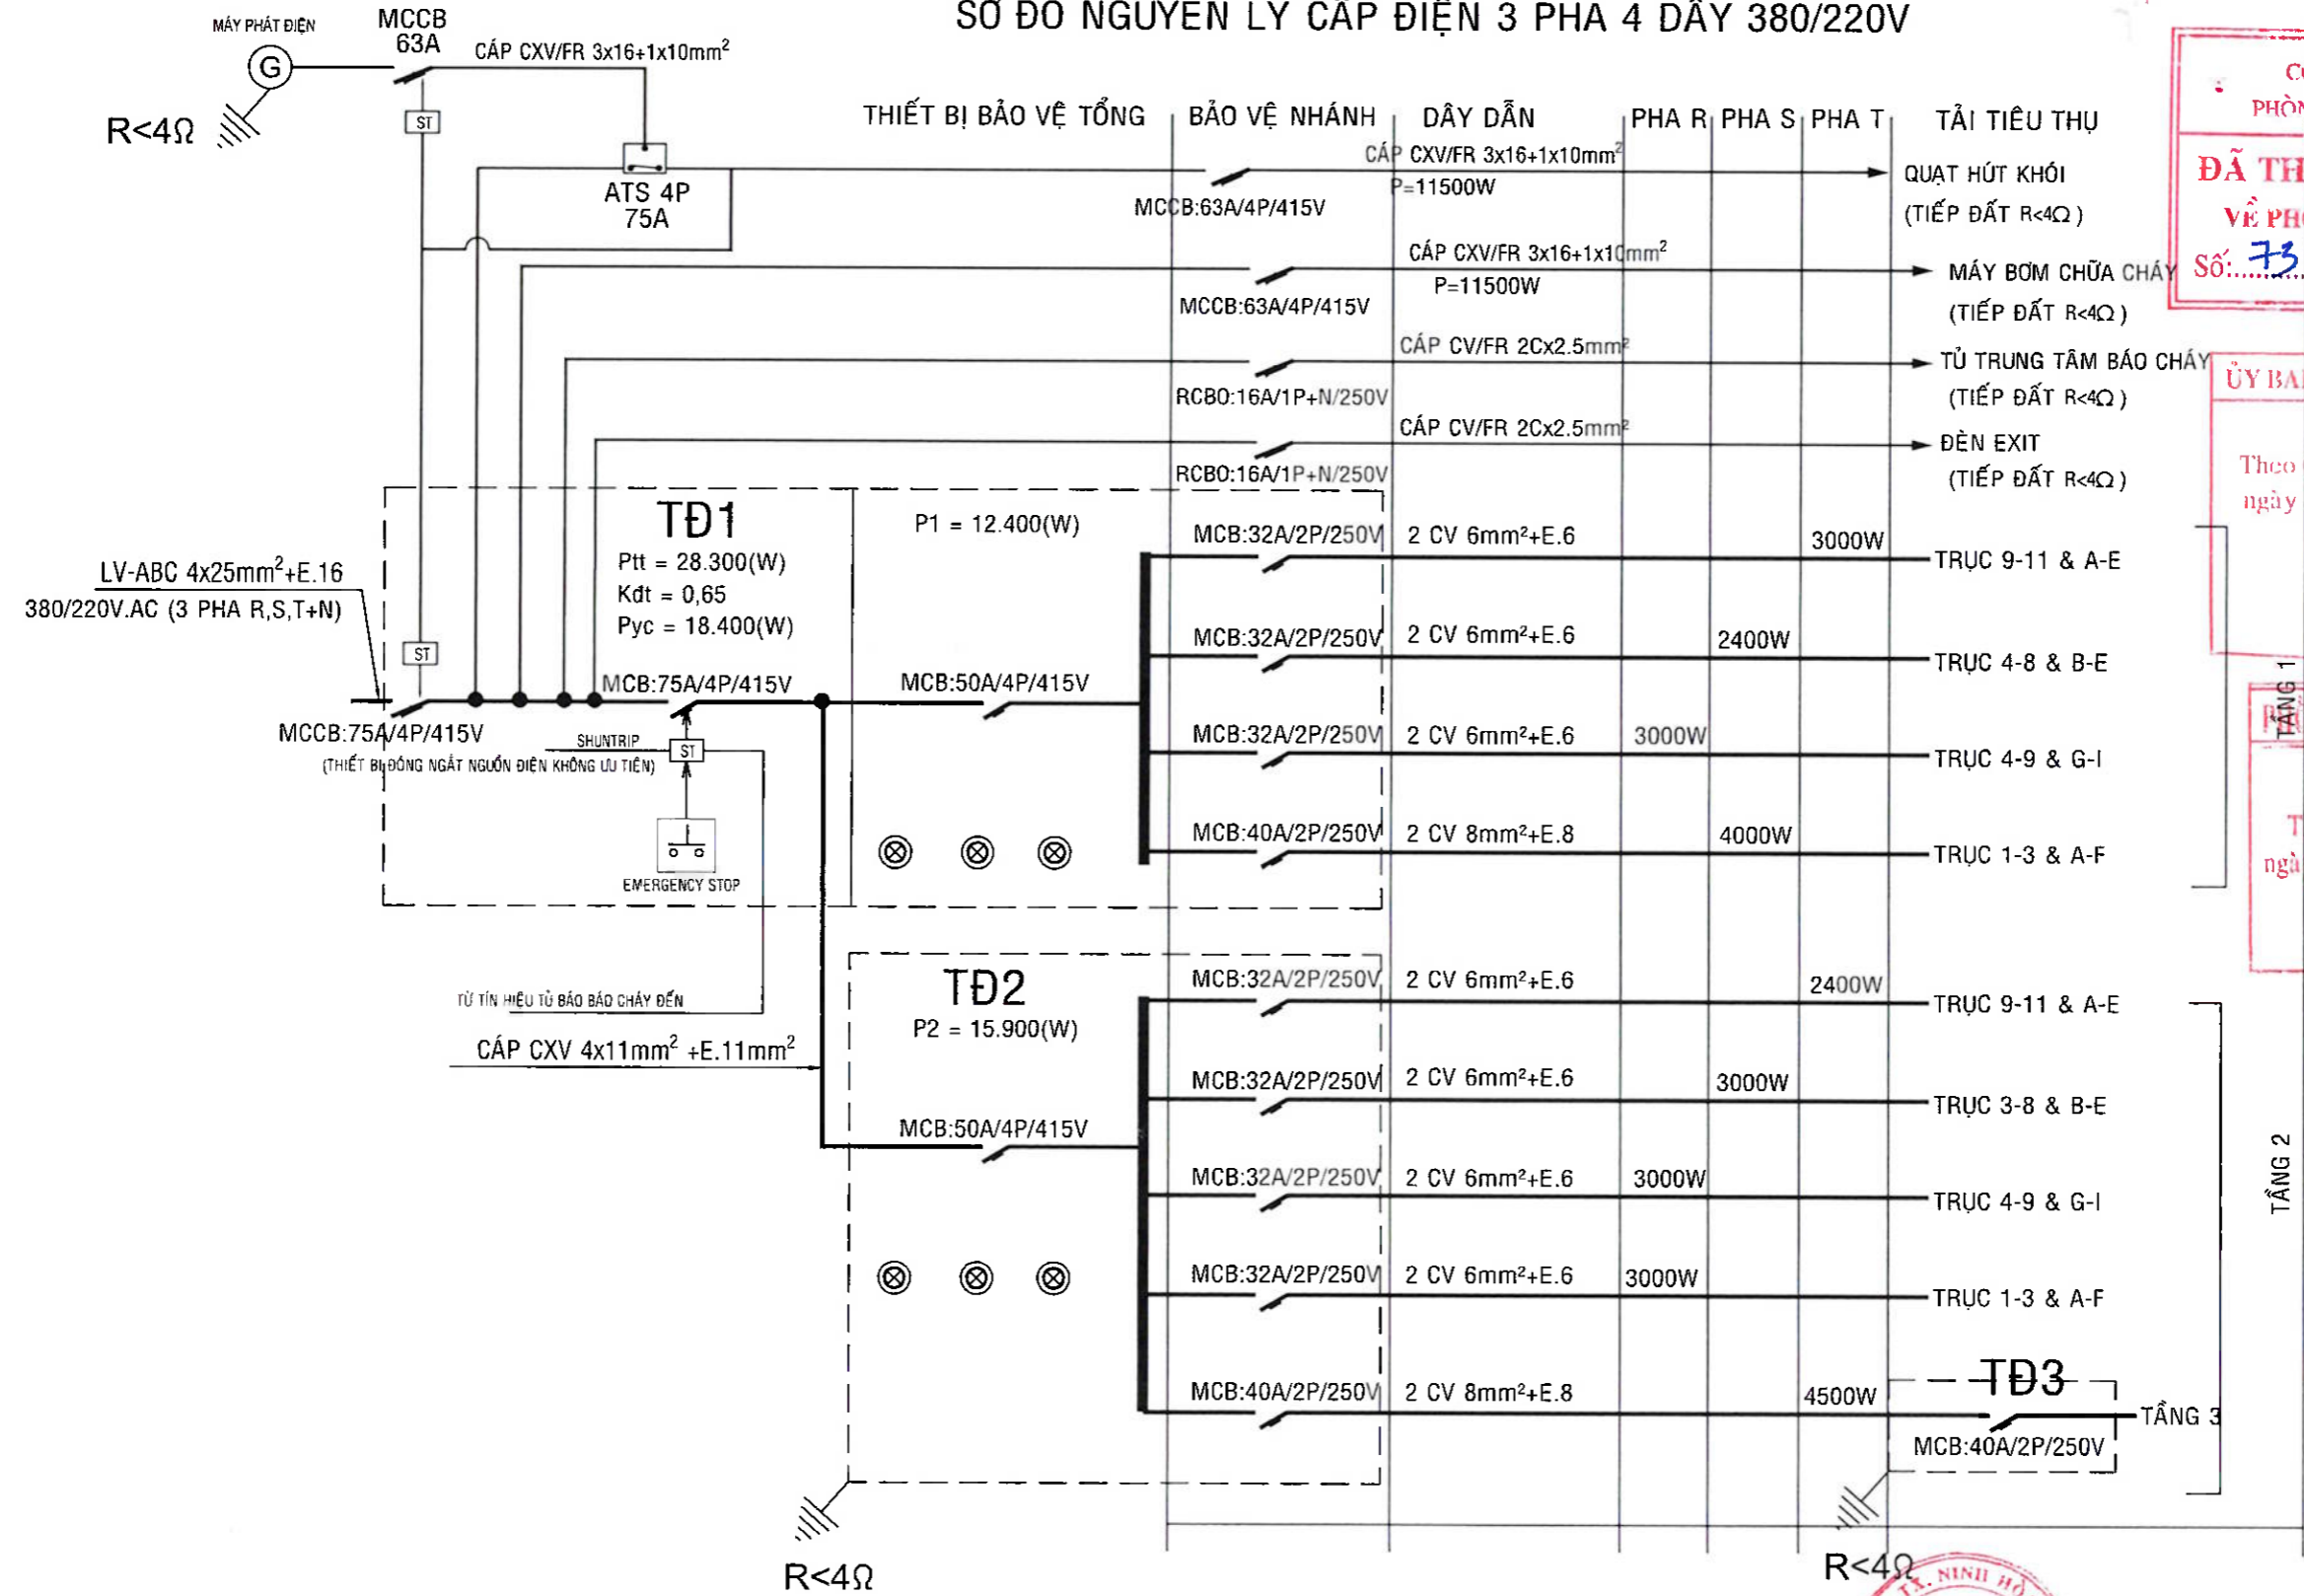 SƠ ĐỒ NGUYÊN LÝ CẤP ĐIỆN 3 PHA 4 DÂY 380/220V
MÁY PHÁT ĐIỆN
G
R<4Ω
MCCB
63A
CÁP CXV/FR 3x16+1x10mm²
ST
ATS 4P
75A
THIẾT BỊ BẢO VỆ TỔNG
BẢO VỆ NHÁNH
DÂY DẪN
PHA R
PHA S
PHA T
TẢI TIÊU THỤ
CÁP CXV/FR 3x16+1x10mm²
P=11500W
MCCB:63A/4P/415V
QUẠT HÚT KHÓI
(TIẾP ĐẤT R<4Ω)
CÁP CXV/FR 3x16+1x10mm²
P=11500W
MCCB:63A/4P/415V
MÁY BƠM CHỮA CHÁY
(TIẾP ĐẤT R<4Ω)
CÁP CV/FR 2Cx2.5mm²
RCBO:16A/1P+N/250V
TỦ TRUNG TÂM BÁO CHÁY
(TIẾP ĐẤT R<4Ω)
CÁP CV/FR 2Cx2.5mm²
RCBO:16A/1P+N/250V
ĐÈN EXIT
(TIẾP ĐẤT R<4Ω)
TĐ1
Ptt = 28.300(W)
Kđt = 0,65
Pyc = 18.400(W)
P1 = 12.400(W)
LV-ABC 4x25mm²+E.16
380/220V.AC (3 PHA R,S,T+N)
ST
MCCB:75A/4P/415V
MCB:75A/4P/415V
MCB:50A/4P/415V
SHUNTRIP
ST
(THIẾT BỊ ĐÓNG NGẮT NGUỒN ĐIỆN KHÔNG ƯU TIÊN)
EMERGENCY STOP
MCB:32A/2P/250V 2 CV 6mm²+E.6 3000W TRỤC 9-11 & A-E
MCB:32A/2P/250V 2 CV 6mm²+E.6 2400W TRỤC 4-8 & B-E
MCB:32A/2P/250V 2 CV 6mm²+E.6 3000W TRỤC 4-9 & G-I
MCB:40A/2P/250V 2 CV 8mm²+E.8 4000W TRỤC 1-3 & A-F
TẦNG 1
TỪ TÍN HIỆU TỦ BÁO BÁO CHÁY ĐẾN
CÁP CXV 4x11mm² +E.11mm²
TĐ2
P2 = 15.900(W)
MCB:50A/4P/415V
MCB:32A/2P/250V 2 CV 6mm²+E.6 2400W TRỤC 9-11 & A-E
MCB:32A/2P/250V 2 CV 6mm²+E.6 3000W TRỤC 3-8 & B-E
MCB:32A/2P/250V 2 CV 6mm²+E.6 3000W TRỤC 4-9 & G-I
MCB:32A/2P/250V 2 CV 6mm²+E.6 3000W TRỤC 1-3 & A-F
MCB:40A/2P/250V 2 CV 8mm²+E.8 4500W
TĐ3
MCB:40A/2P/250V
TẦNG 3
TẦNG 2
R<4Ω
R<4Ω
ĐÃ TH
VỀ PH
Số: 73
ỦY BA
Theo
ngày
TX. NINH HÒ